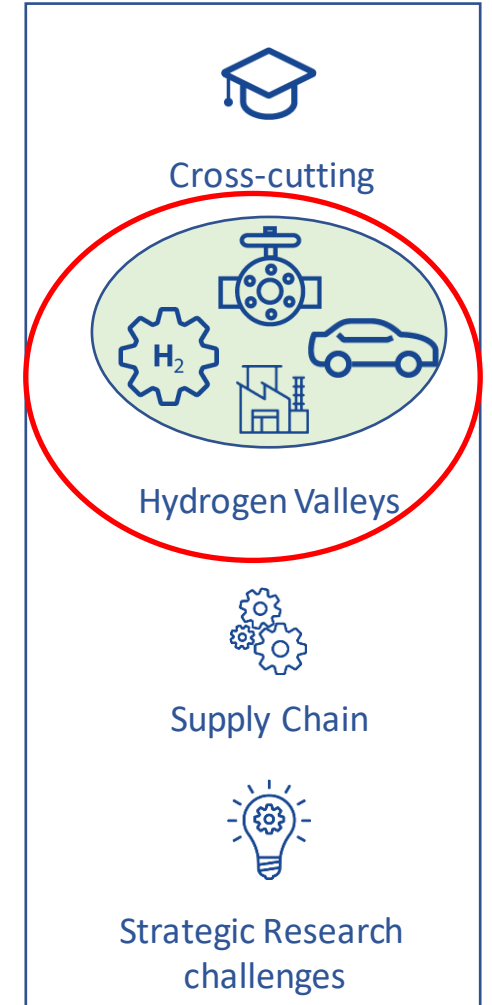 Cross-cutting
H₂
Hydrogen Valleys
Supply Chain
Strategic Research
challenges